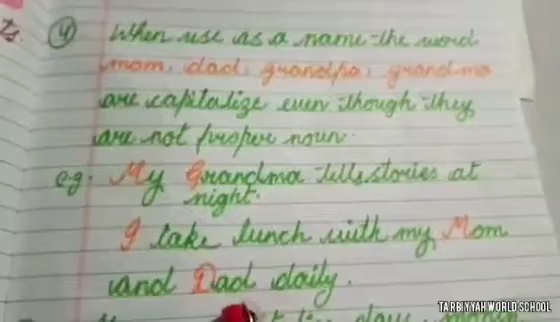 ④ When use as a name the word
mom, dad, grandpa, grandma
are capitalize even though they
are not proper noun.
eg. My Grandma tells stories at
night.
I take lunch with my Mom
and Dad daily.
TARBIYYAH WORLD SCHOOL